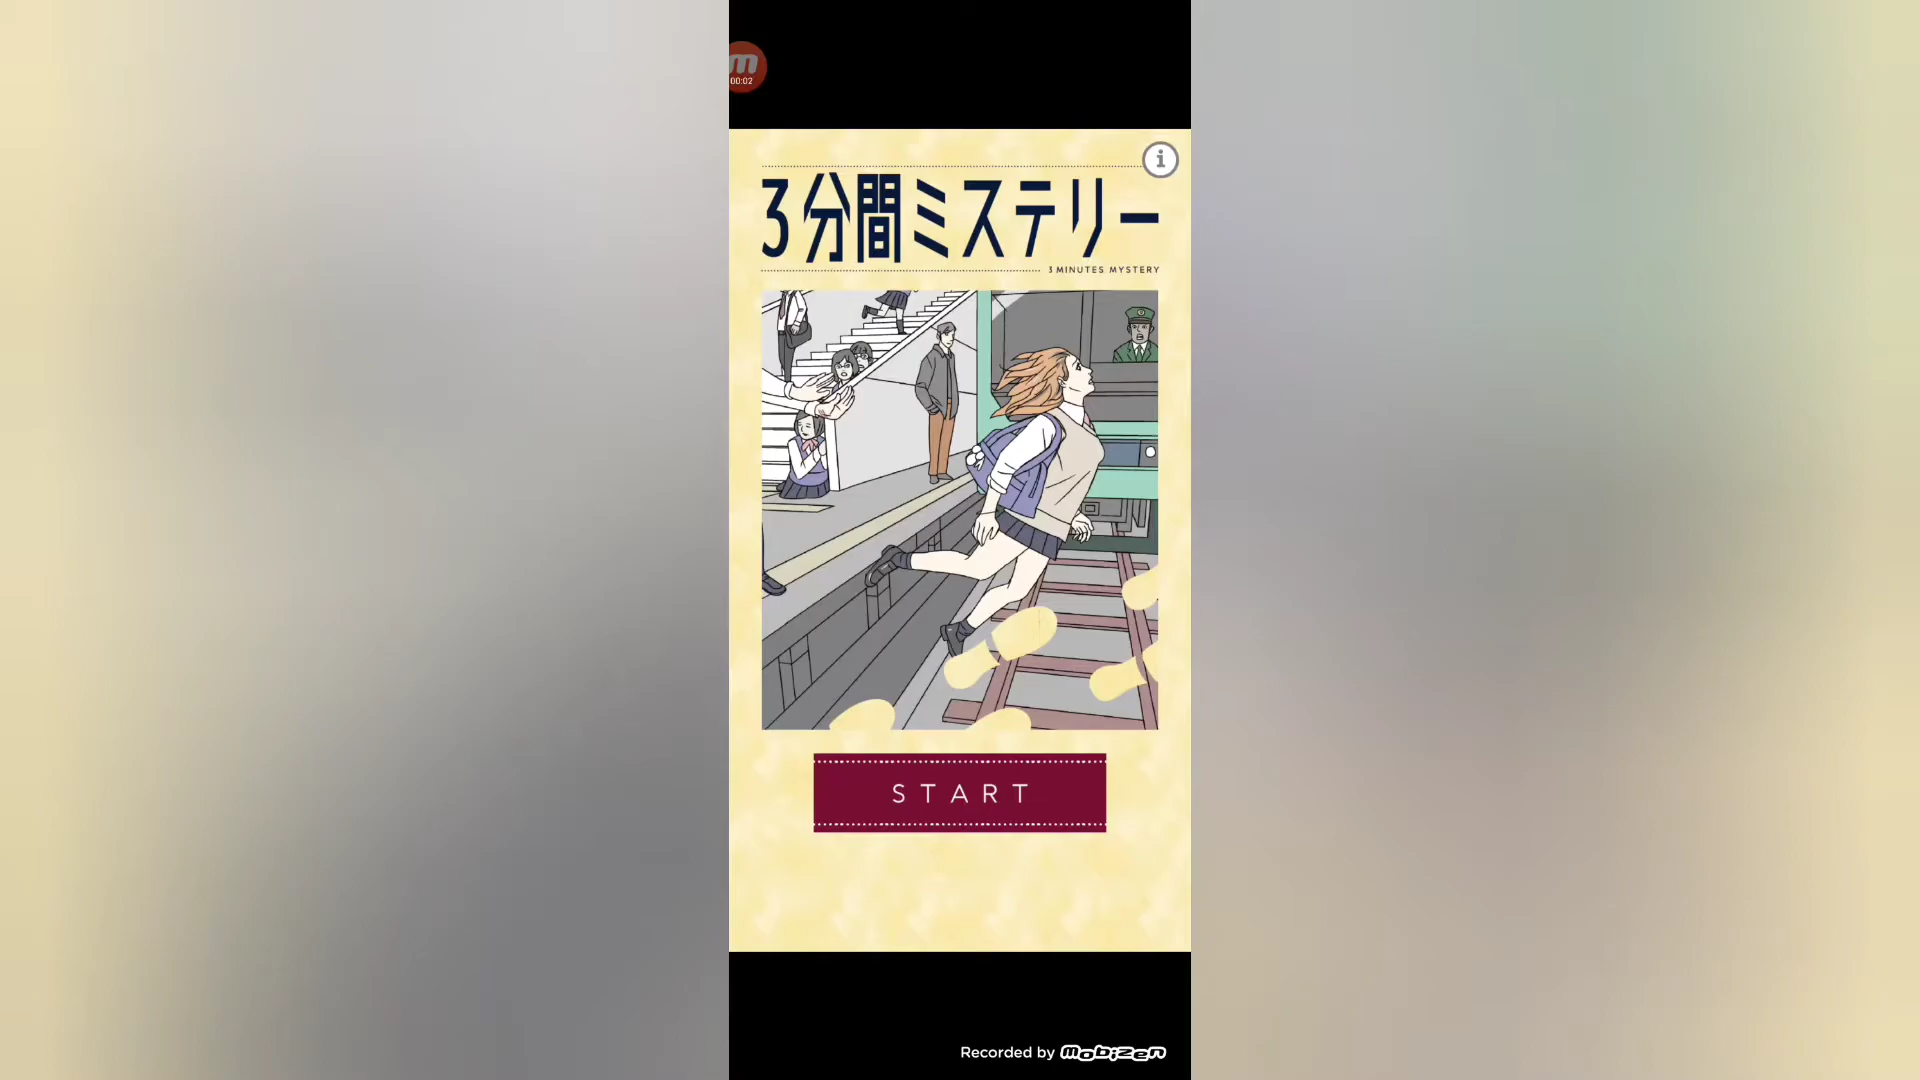 m
00:02
i
3分間ミステリー
3 MINUTES MYSTERY
START
Recorded by mobizen